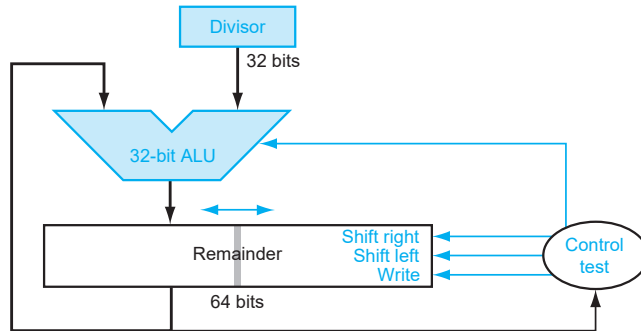 Divisor
32 bits
32-bit ALU
Remainder
Shift right
Shift left
Write
Control
test
64 bits